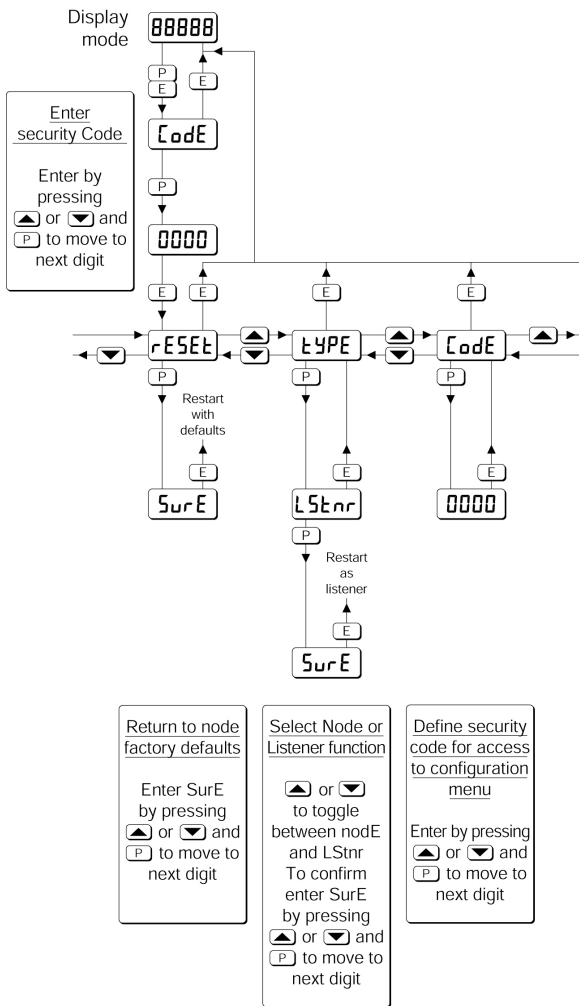 Display
mode
88888
P
E
E
CodE
Enter
security Code
Enter by
pressing
▲ or ▼ and
P to move to
next digit
P
0000
E E E E
rESEt ▲ ▼ tYPE ▲ ▼ CodE ▲
▼
P P P
Restart
with
defaults
E E E
SurE LStnr 0000
P
Restart
as
listener
E
SurE
Return to node
factory defaults
Enter SurE
by pressing
▲ or ▼ and
P to move to
next digit
Select Node or
Listener function
▲ or ▼
to toggle
between nodE
and LStnr
To confirm
enter SurE
by pressing
▲ or ▼ and
P to move to
next digit
Define security
code for access
to configuration
menu
Enter by pressing
▲ or ▼ and
P to move to
next digit